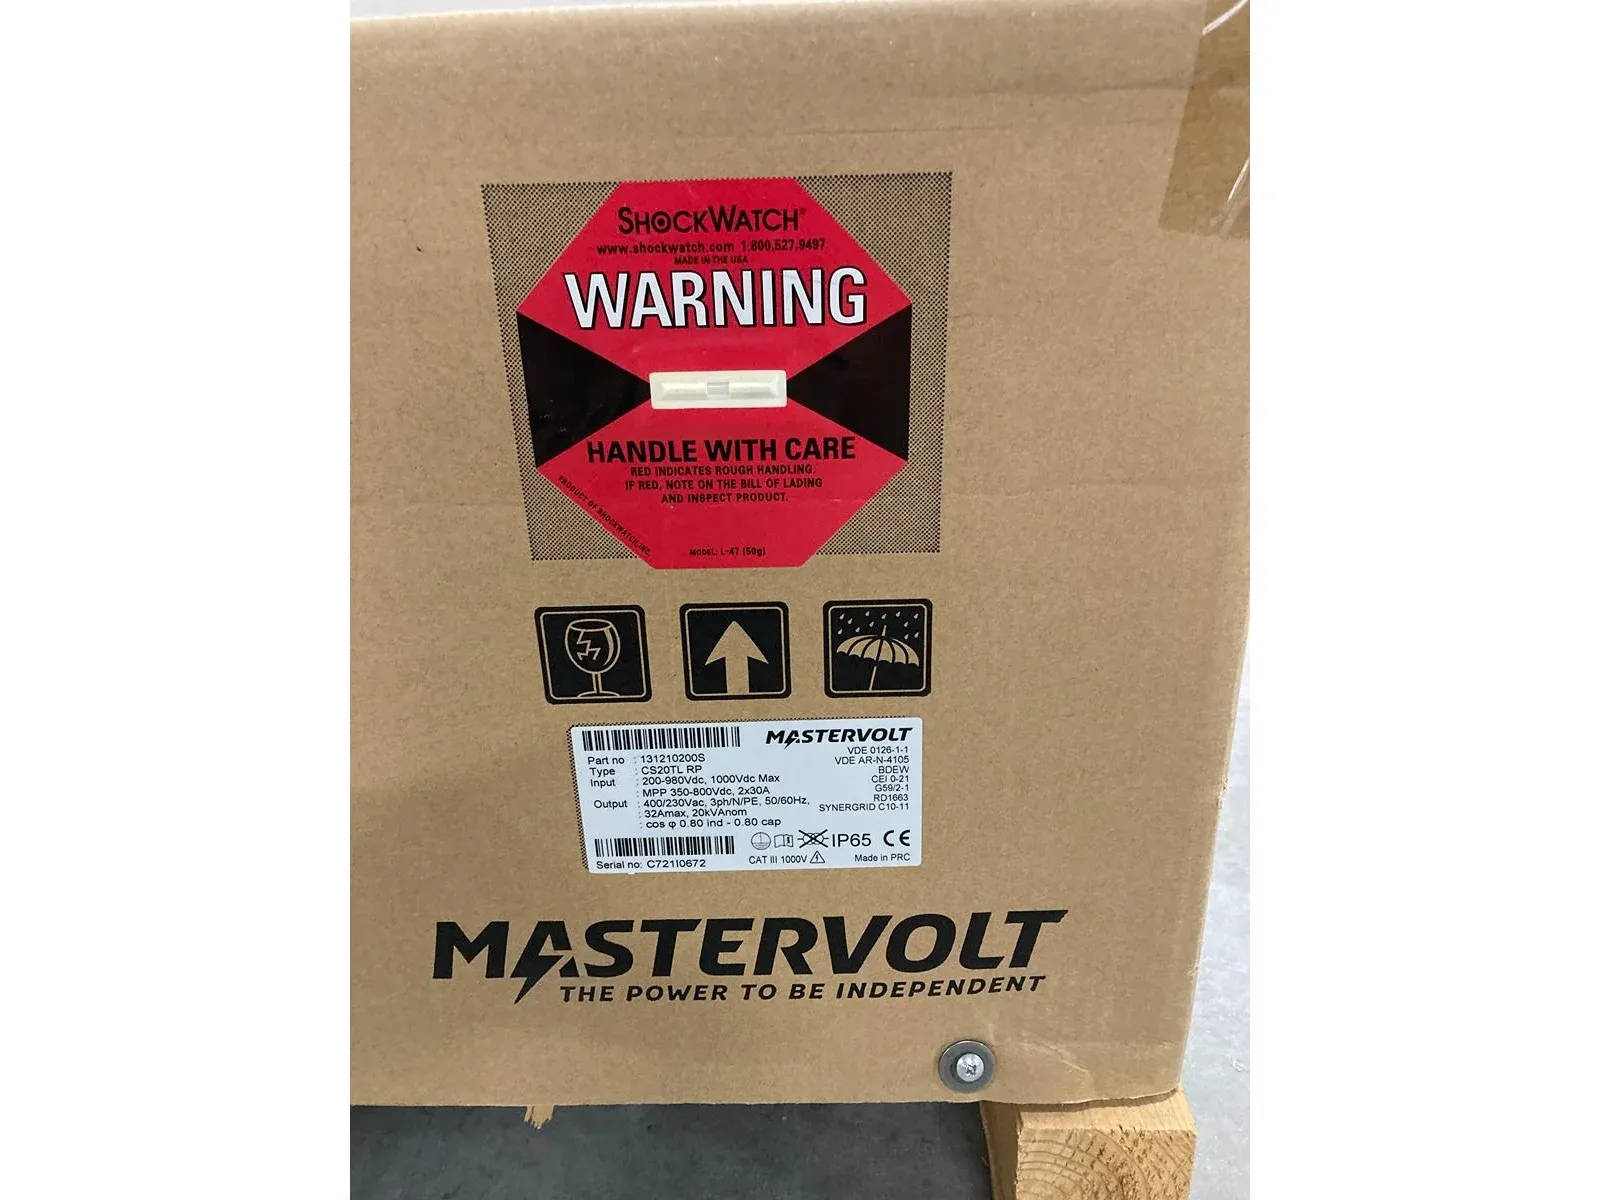 SHOCKWATCH®
www.shockwatch.com 1.800.527.9497
MADE IN THE USA
WARNING
HANDLE WITH CARE
RED INDICATES ROUGH HANDLING.
IF RED, NOTE ON THE BILL OF LADING
AND INSPECT PRODUCT.
PRODUCT OF SHOCKWATCH, INC.
MODEL: L-47 (50g)
MASTERVOLT
Part no : 131210200S
Type : CS20TL RP
Input : 200-980Vdc, 1000Vdc Max
: MPP 350-800Vdc, 2x30A
Output : 400/230Vac, 3ph/N/PE, 50/60Hz,
: 32Amax, 20kVAnom
: cos φ 0.80 ind - 0.80 cap
VDE 0126-1-1
VDE AR-N-4105
BDEW
CEI 0-21
G59/2-1
RD1663
SYNERGRID C10-11
IP65 CE
Serial no: C721I0672
CAT III 1000V
Made in PRC
MASTERVOLT
THE POWER TO BE INDEPENDENT